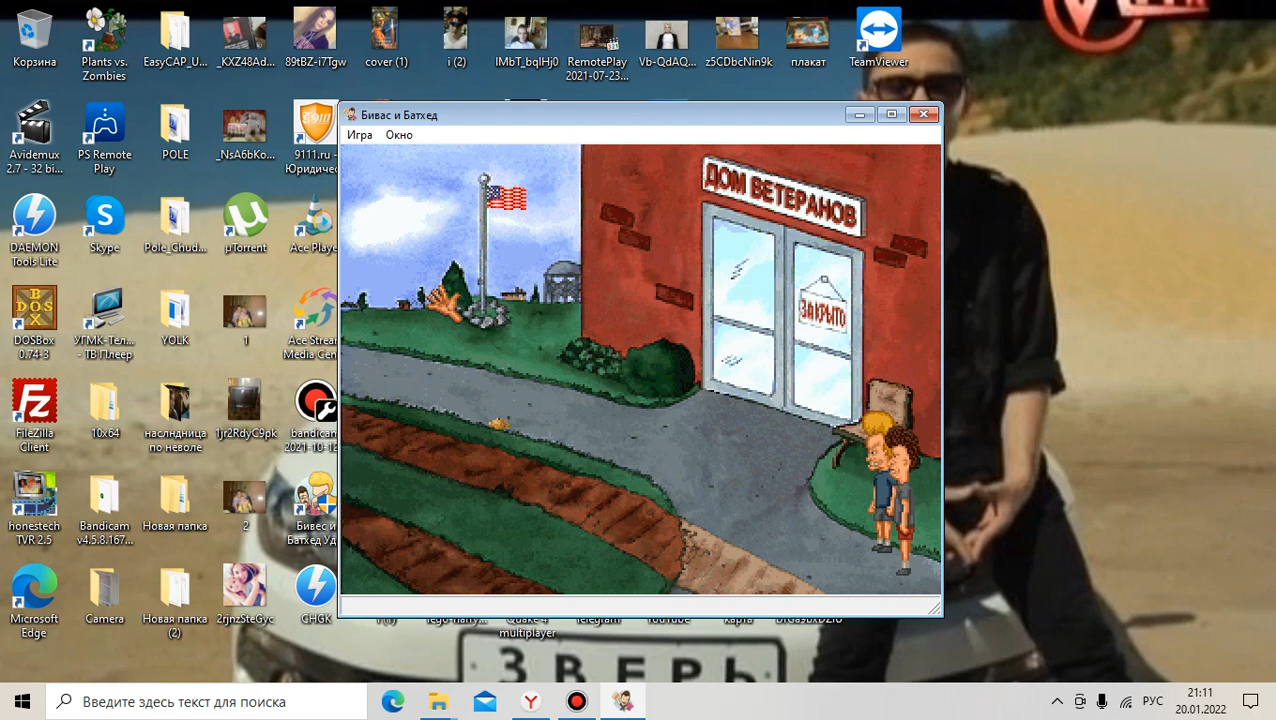 Корзина
Plants vs.
Zombies
EasyCAP_U...
_KXZ48Ad...
89tBZ-i7Tgw
cover (1)
i (2)
IMbT_bqIHj0
RemotePlay
2021-07-23...
Vb-QdAQ...
z5CDbcNin9k
плакат
TeamViewer
Avidemux
2.7 - 32 bi...
PS Remote
Play
POLE
_NsA6bKo...
9111.ru -
Юридичес
DAEMON
Tools Lite
Skype
Pole_Chud...
µTorrent
Ace Player
DOS
BOX
DOSBox
0.74-3
УГМК-Тел...
- ТВ Плеер
YOLK
1
Ace Stream
Media Cen
FileZilla
Client
10x64
наслндница
по неволе
1jr2RdyC9pk
bandicam
honestech
TVR 2.5
Bandicam
v4.5.8.167...
Новая папка
2
Бивес и
Батхед Уд
Microsoft
Edge
Camera
Новая папка
(2)
2rjnzSteGyc
CHGK
Quake 4
multiplayer
Telegram
YouTube
карта
Бивас и Батхед
Игра Окно
ДОМ ВЕТЕРАНОВ
ЗАКРЫТО
ЗВЕРЬ
Введите здесь текст для поиска
РУС
21:11
20.01.2022